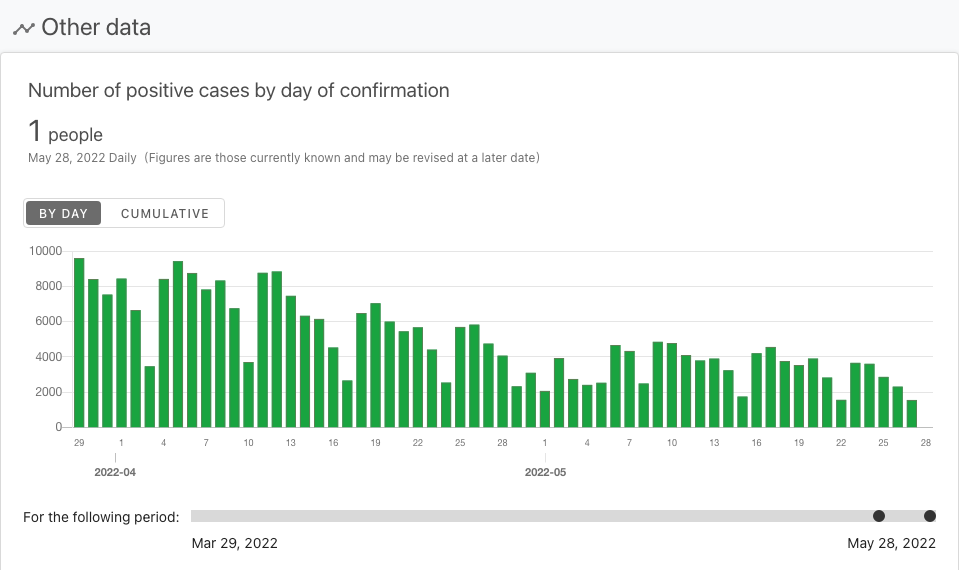 Other data
Number of positive cases by day of confirmation
1 people
May 28, 2022 Daily (Figures are those currently known and may be revised at a later date)
BY DAY CUMULATIVE
10000
8000
6000
4000
2000
0
29 1 4 7 10 13 16 19 22 25 28 1 4 7 10 13 16 19 22 25 28
2022-04 2022-05
For the following period:
Mar 29, 2022 May 28, 2022